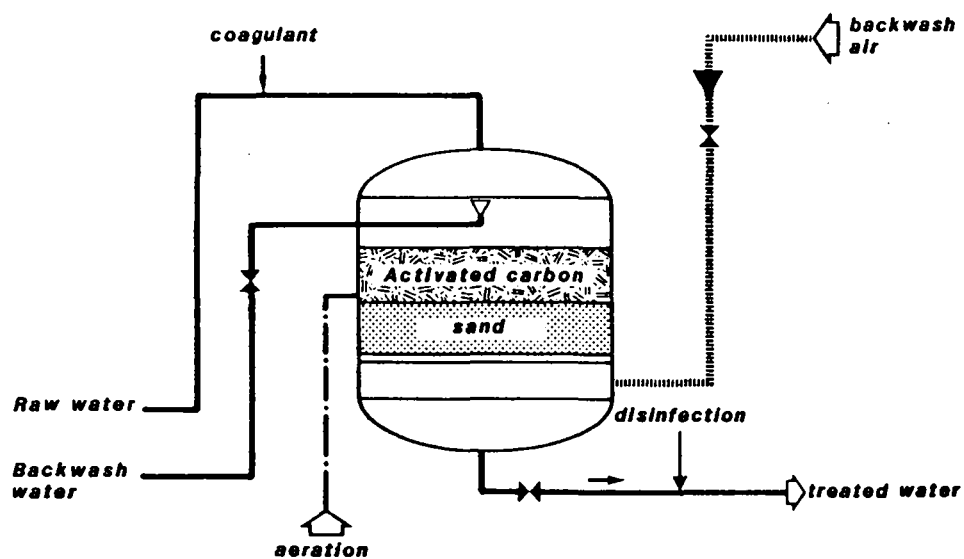 coagulant
backwash
air
Activated carbon
sand
Raw water
disinfection
Backwash
water
treated water
aeration